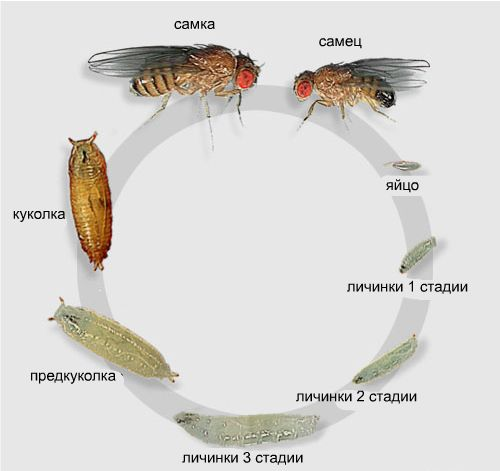 самка
самец
яйцо
куколка
личинки 1 стадии
предкуколка
личинки 2 стадии
личинки 3 стадии